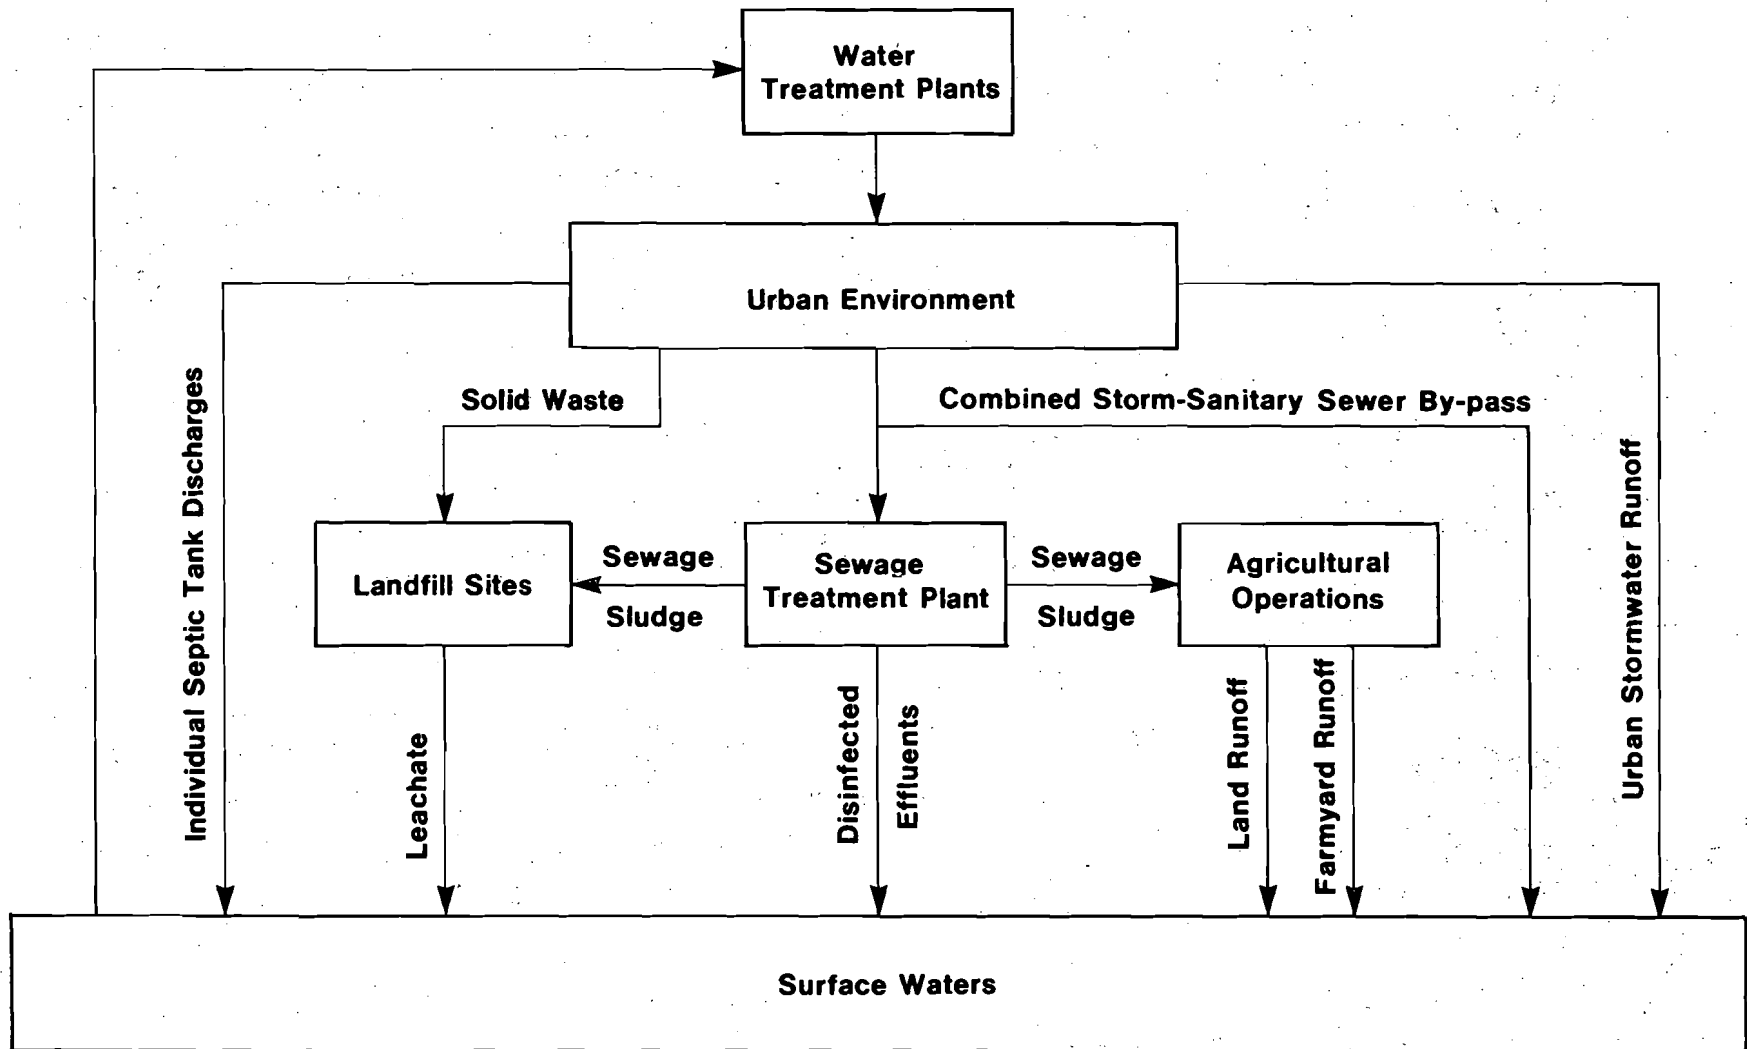 Water
Treatment Plants
Urban Environment
Solid Waste
Combined Storm-Sanitary Sewer By-pass
Individual Septic Tank Discharges
Urban Stormwater Runoff
Landfill Sites
Sewage
Sludge
Sewage
Treatment Plant
Sewage
Sludge
Agricultural
Operations
Leachate
Disinfected
Effluents
Land Runoff
Farmyard Runoff
Surface Waters